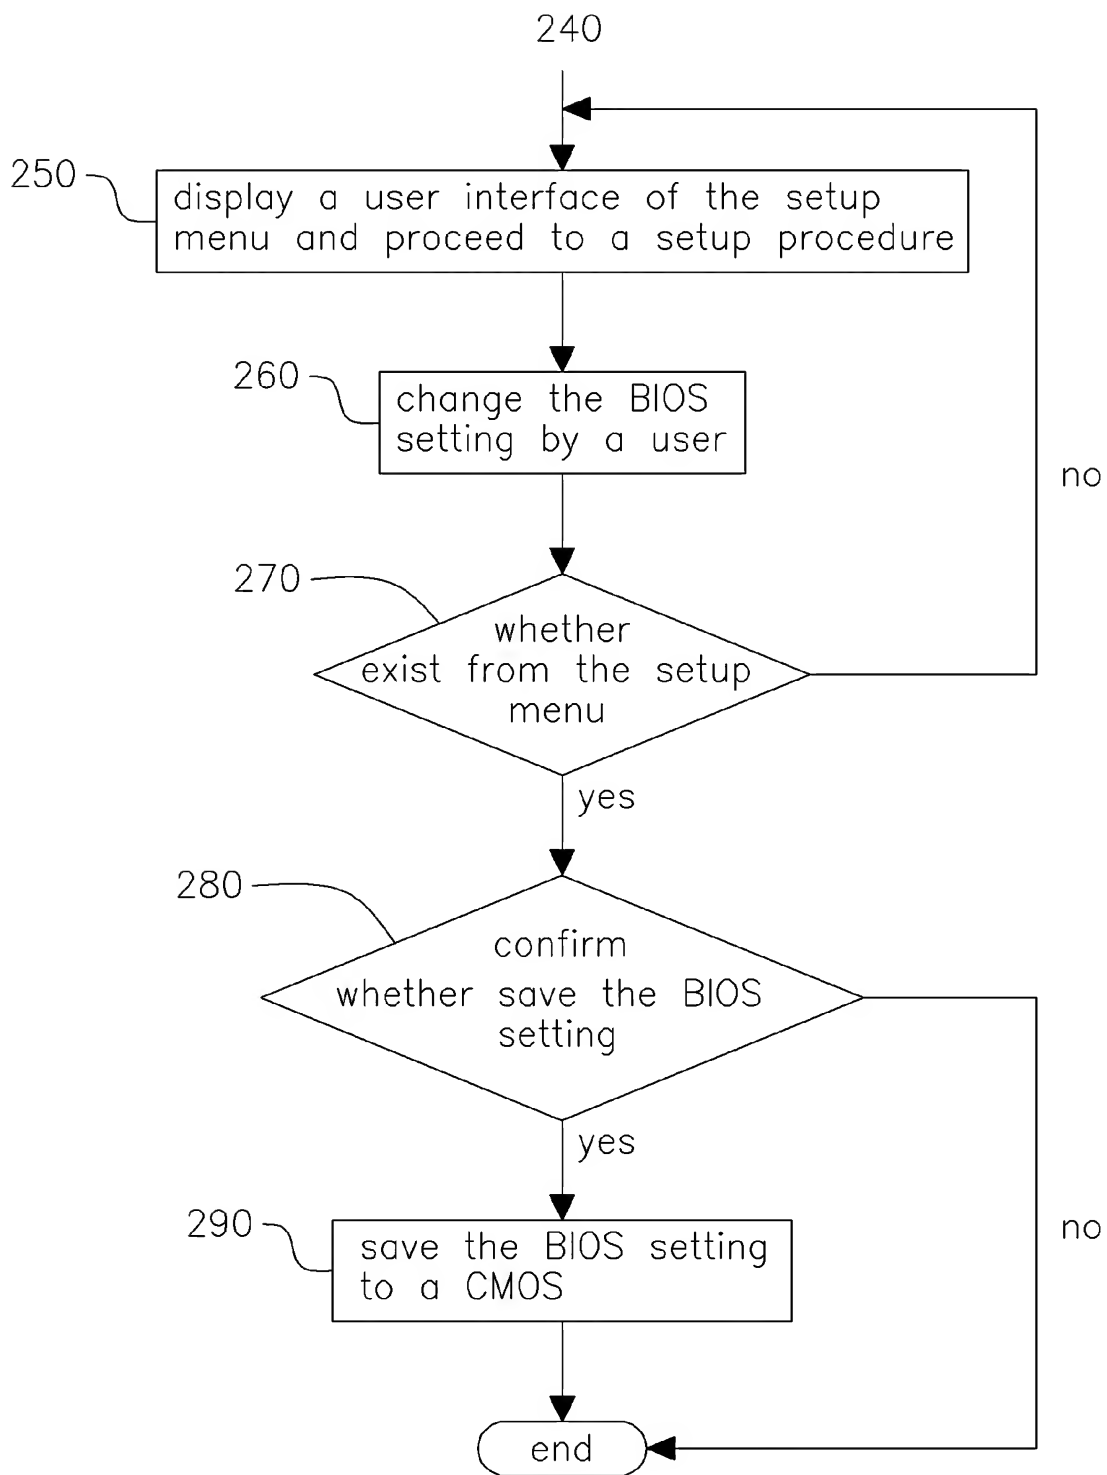 240
250
display a user interface of the setup
menu and proceed to a setup procedure
260
change the BIOS
setting by a user
no
270
whether
exist from the setup
menu
yes
280
confirm
whether save the BIOS
setting
yes
290
save the BIOS setting
to a CMOS
no
end